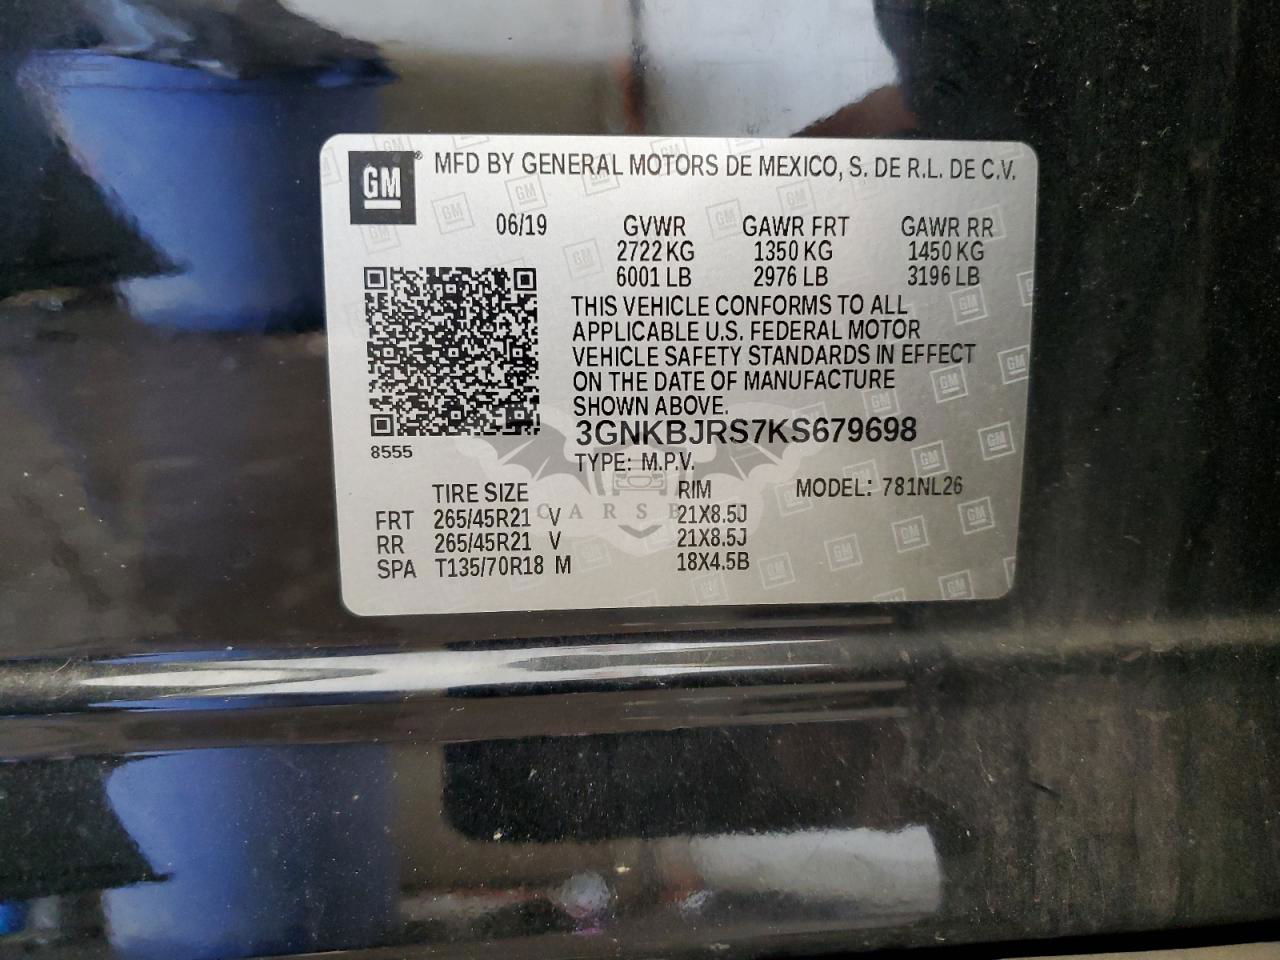 GM MFD BY GENERAL MOTORS DE MEXICO, S. DE R.L. DE C.V.
06/19 GVWR GAWR FRT GAWR RR
2722 KG 1350 KG 1450 KG
6001 LB 2976 LB 3196 LB
THIS VEHICLE CONFORMS TO ALL
APPLICABLE U.S. FEDERAL MOTOR
VEHICLE SAFETY STANDARDS IN EFFECT
ON THE DATE OF MANUFACTURE
SHOWN ABOVE.
3GNKBJRS7KS679698
8555
TYPE: M.P.V.
TIRE SIZE RIM MODEL: 781NL26
FRT 265/45R21 V 21X8.5J
RR 265/45R21 V 21X8.5J
SPA T135/70R18 M 18X4.5B